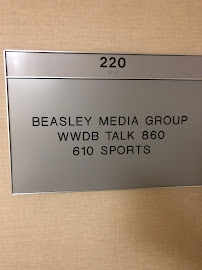 220
BEASLEY MEDIA GROUP
WWDB TALK 860
610 SPORTS